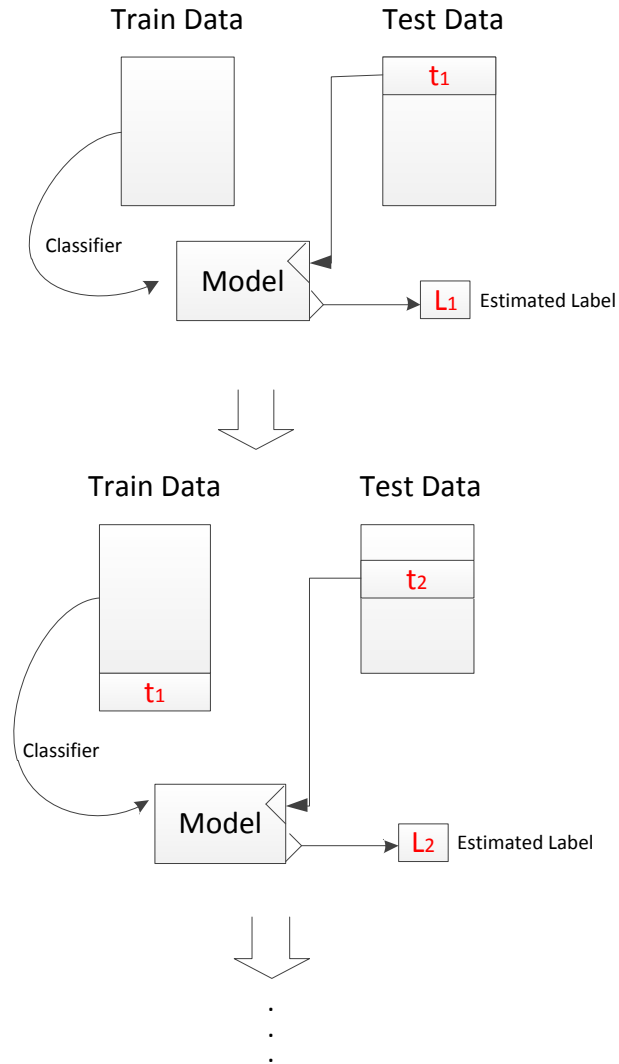 Train Data
Test Data
t1
Classifier
Model
L1
Estimated Label
Train Data
Test Data
t2
t1
Classifier
Model
L2
Estimated Label
.
.
.